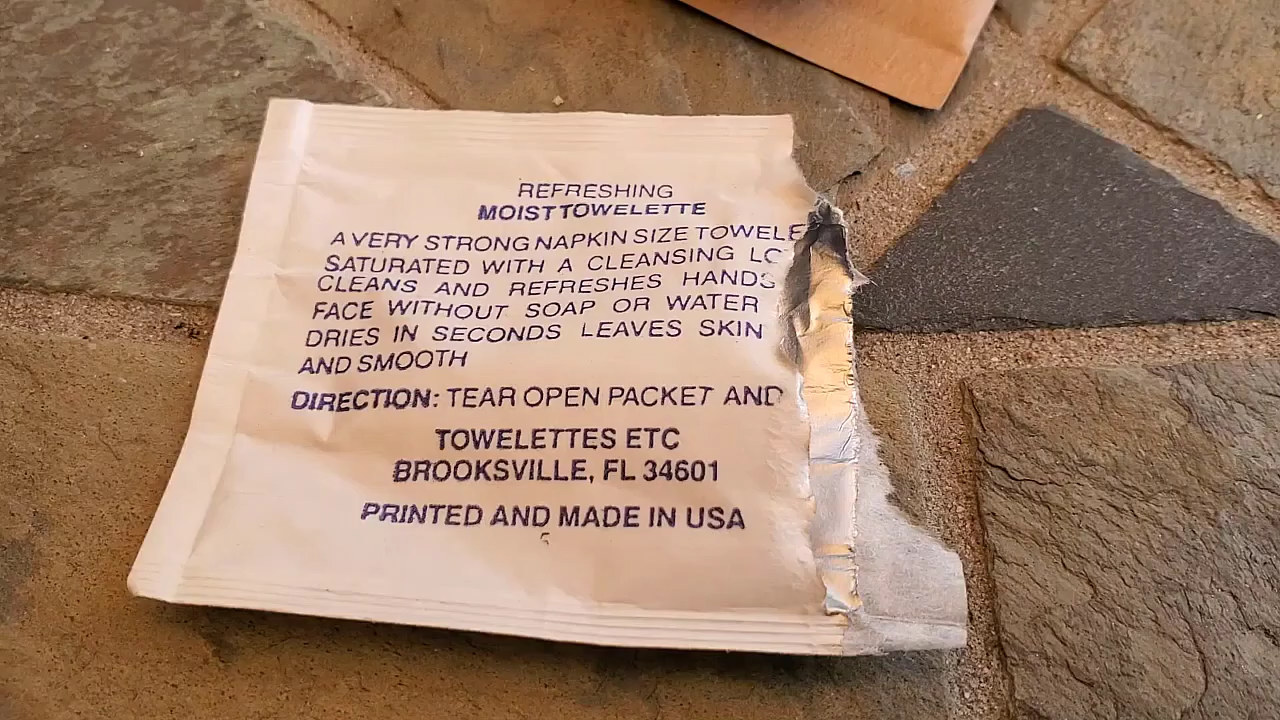 REFRESHING
MOIST TOWELETTE
A VERY STRONG NAPKIN SIZE TOWELE
SATURATED WITH A CLEANSING LO
CLEANS AND REFRESHES HANDS
FACE WITHOUT SOAP OR WATER
DRIES IN SECONDS LEAVES SKIN
AND SMOOTH
DIRECTION: TEAR OPEN PACKET AND
TOWELETTES ETC
BROOKSVILLE, FL 34601
PRINTED AND MADE IN USA